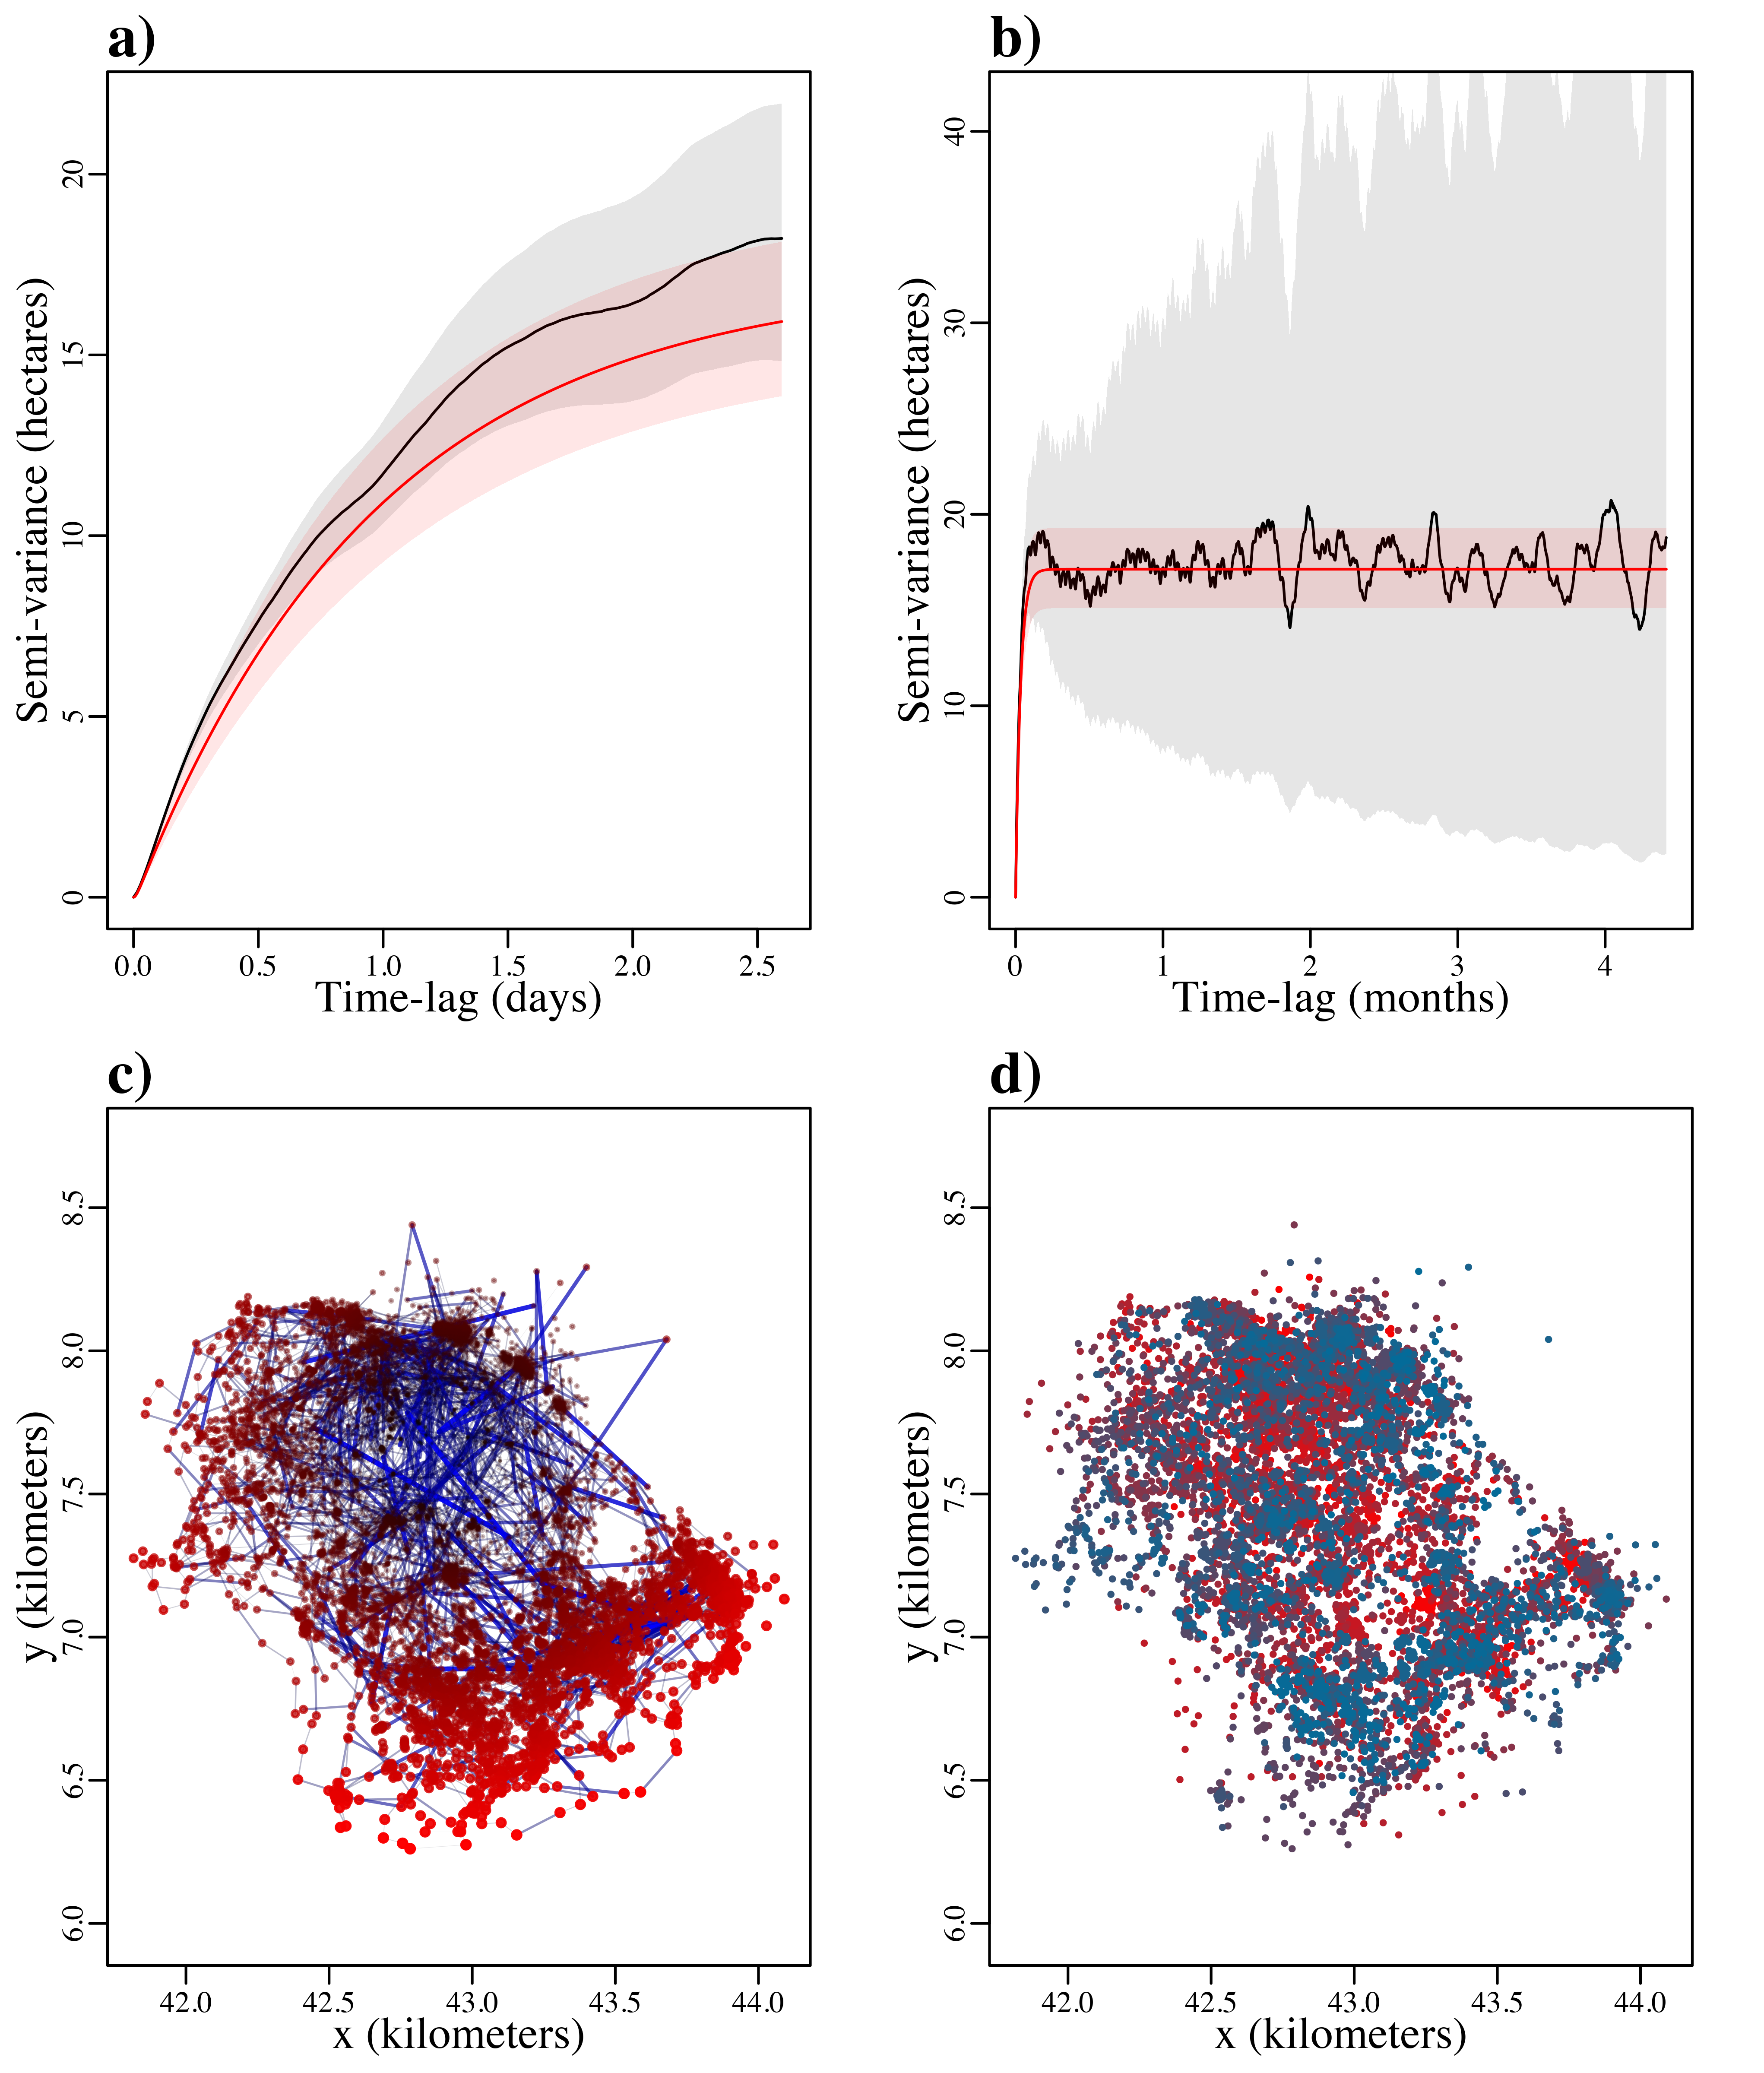 a)
Semi-variance (hectares)
0 5 10 15 20
0.0 0.5 1.0 1.5 2.0 2.5
Time-lag (days)
b)
Semi-variance (hectares)
0 10 20 30 40
0 1 2 3 4
Time-lag (months)
c)
y (kilometers)
6.0 6.5 7.0 7.5 8.0 8.5
42.0 42.5 43.0 43.5 44.0
x (kilometers)
d)
y (kilometers)
6.0 6.5 7.0 7.5 8.0 8.5
42.0 42.5 43.0 43.5 44.0
x (kilometers)